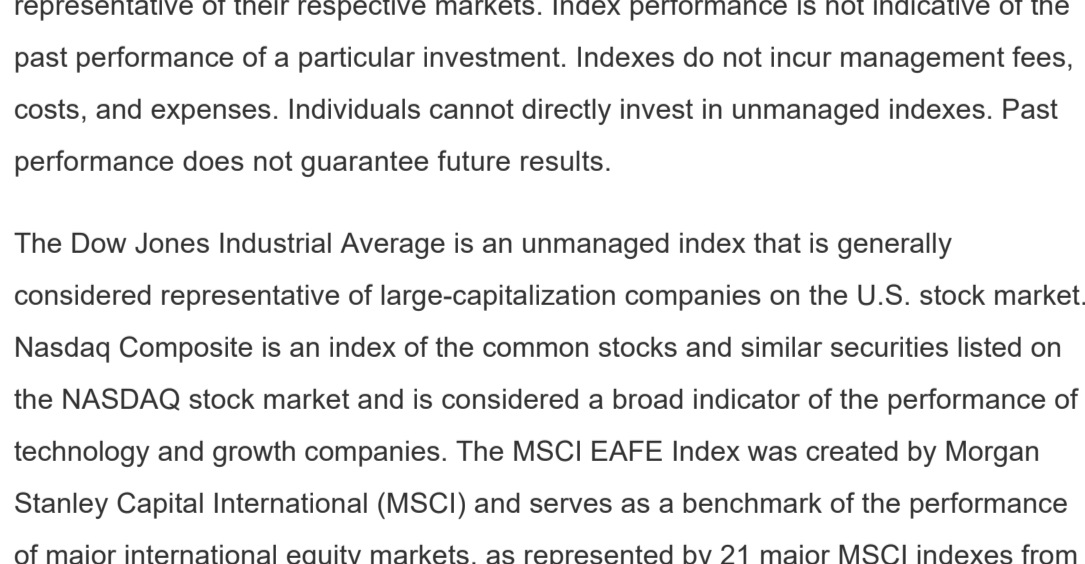 representative of their respective markets. Index performance is not indicative of the
past performance of a particular investment. Indexes do not incur management fees,
costs, and expenses. Individuals cannot directly invest in unmanaged indexes. Past
performance does not guarantee future results.
The Dow Jones Industrial Average is an unmanaged index that is generally
considered representative of large-capitalization companies on the U.S. stock market.
Nasdaq Composite is an index of the common stocks and similar securities listed on
the NASDAQ stock market and is considered a broad indicator of the performance of
technology and growth companies. The MSCI EAFE Index was created by Morgan
Stanley Capital International (MSCI) and serves as a benchmark of the performance
of major international equity markets, as represented by 21 major MSCI indexes from